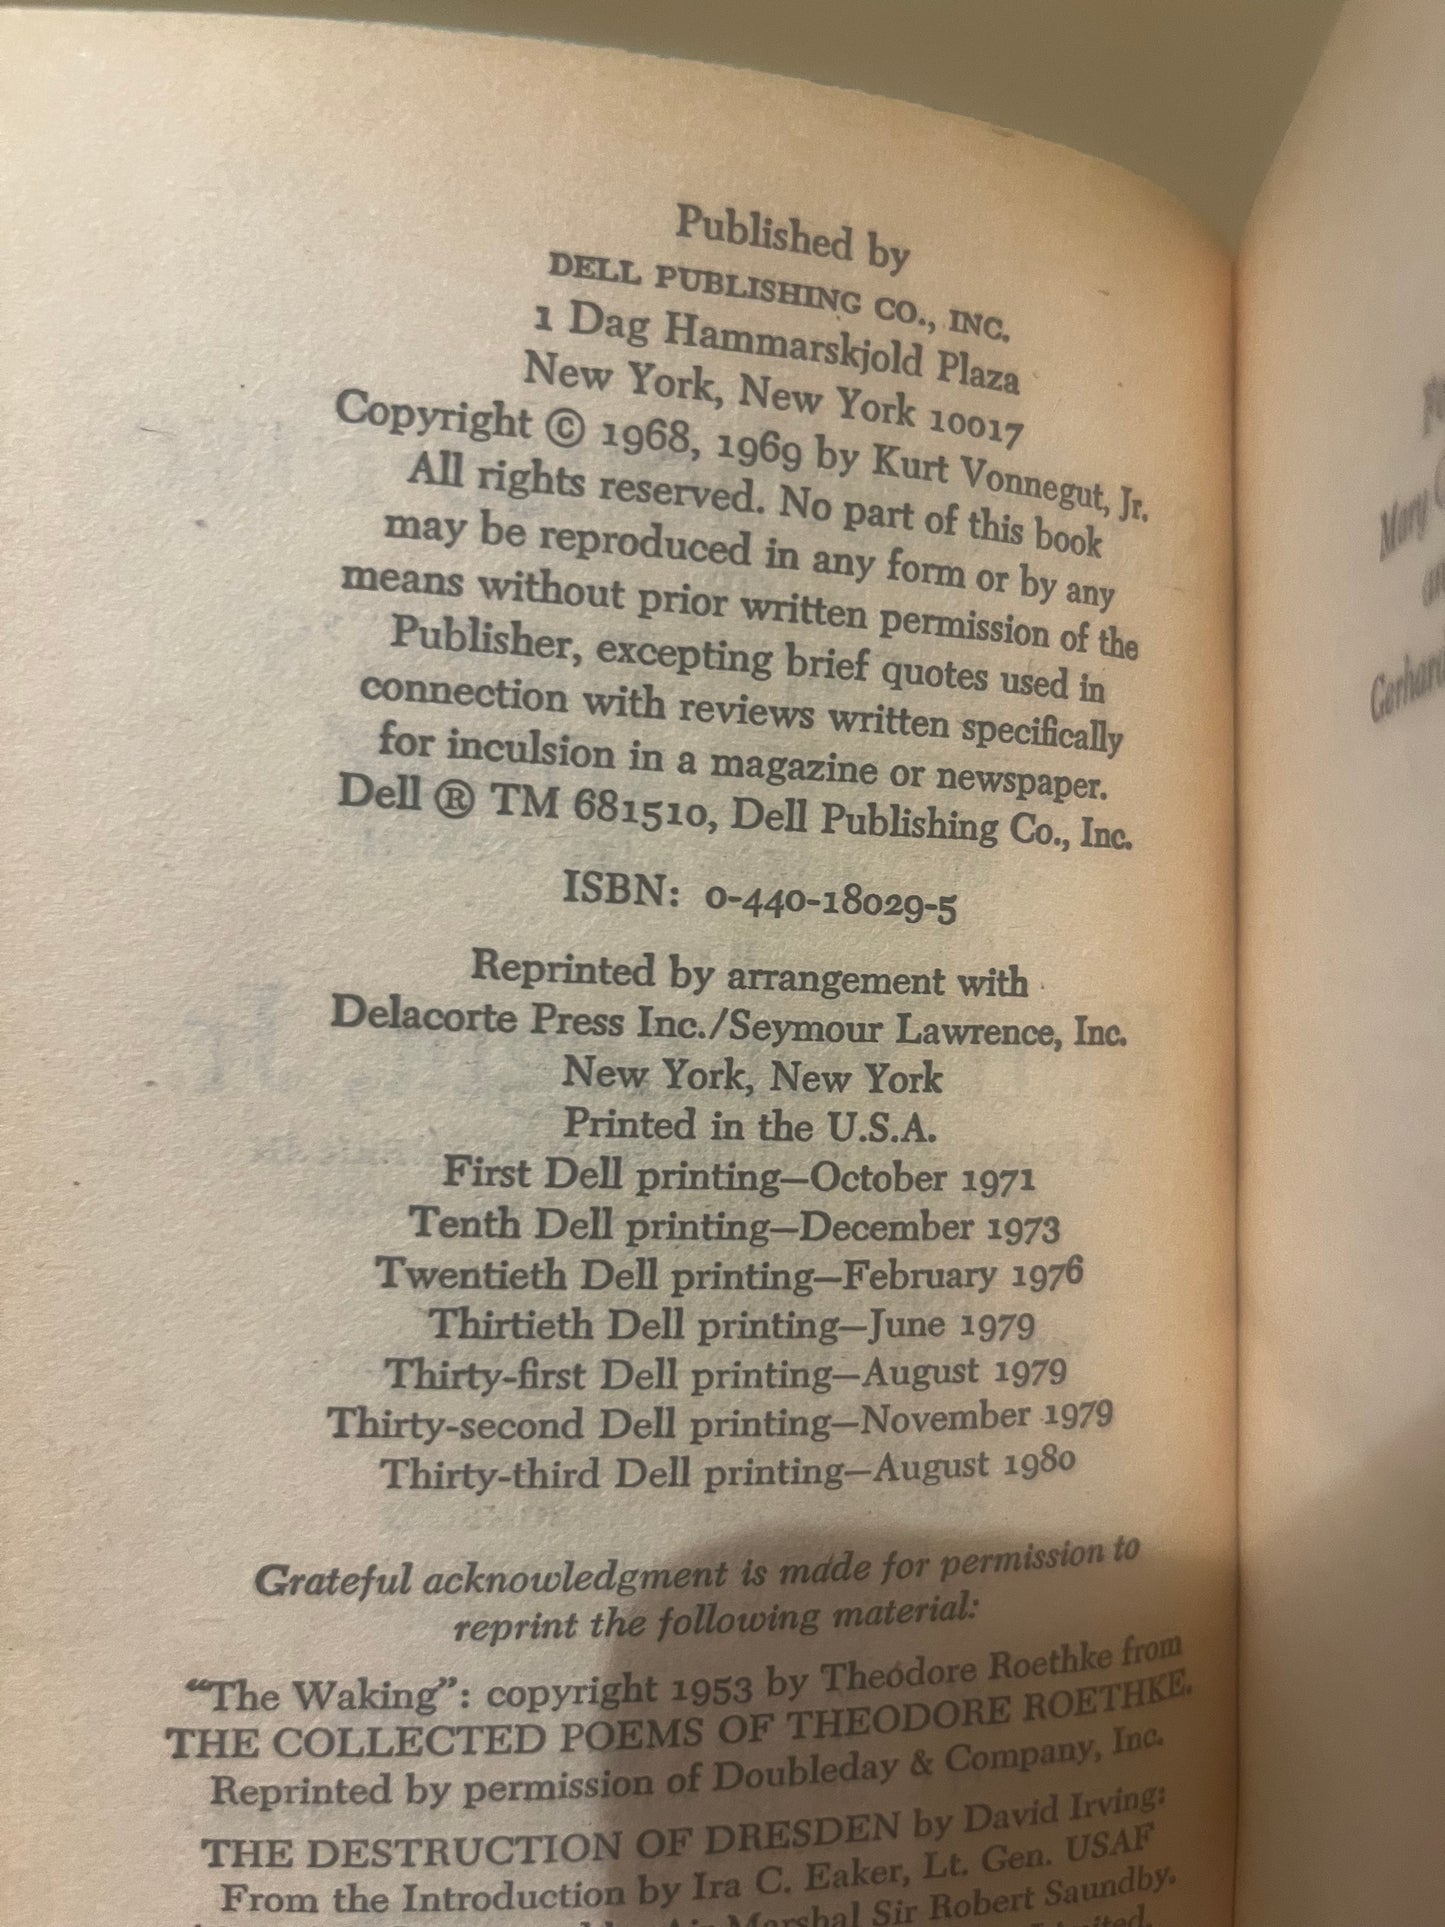 Published by
DELL PUBLISHING CO., INC.
1 Dag Hammarskjold Plaza
New York, New York 10017
Copyright © 1968, 1969 by Kurt Vonnegut, Jr.
All rights reserved. No part of this book
may be reproduced in any form or by any
means without prior written permission of the
Publisher, excepting brief quotes used in
connection with reviews written specifically
for inculsion in a magazine or newspaper.
Dell ® TM 681510, Dell Publishing Co., Inc.
ISBN: 0-440-18029-5
Reprinted by arrangement with
Delacorte Press Inc./Seymour Lawrence, Inc.
New York, New York
Printed in the U.S.A.
First Dell printing—October 1971
Tenth Dell printing—December 1973
Twentieth Dell printing—February 1976
Thirtieth Dell printing—June 1979
Thirty-first Dell printing—August 1979
Thirty-second Dell printing—November 1979
Thirty-third Dell printing—August 1980
Grateful acknowledgment is made for permission to
reprint the following material:
"The Waking": copyright 1953 by Theodore Roethke from
THE COLLECTED POEMS OF THEODORE ROETHKE.
Reprinted by permission of Doubleday & Company, Inc.
THE DESTRUCTION OF DRESDEN by David Irving:
From the Introduction by Ira C. Eaker, Lt. Gen. USAF
Marshal Sir Robert Saundby.
Mary